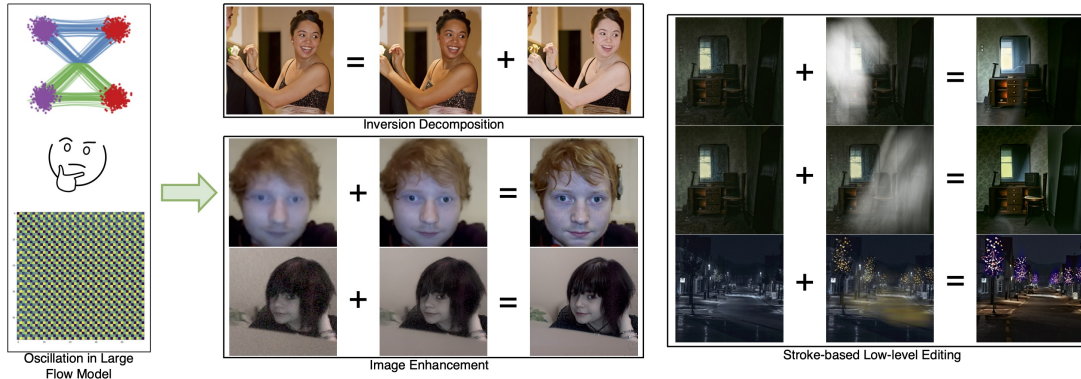 Oscillation in Large
Flow Model
Inversion Decomposition
Image Enhancement
Stroke-based Low-level Editing